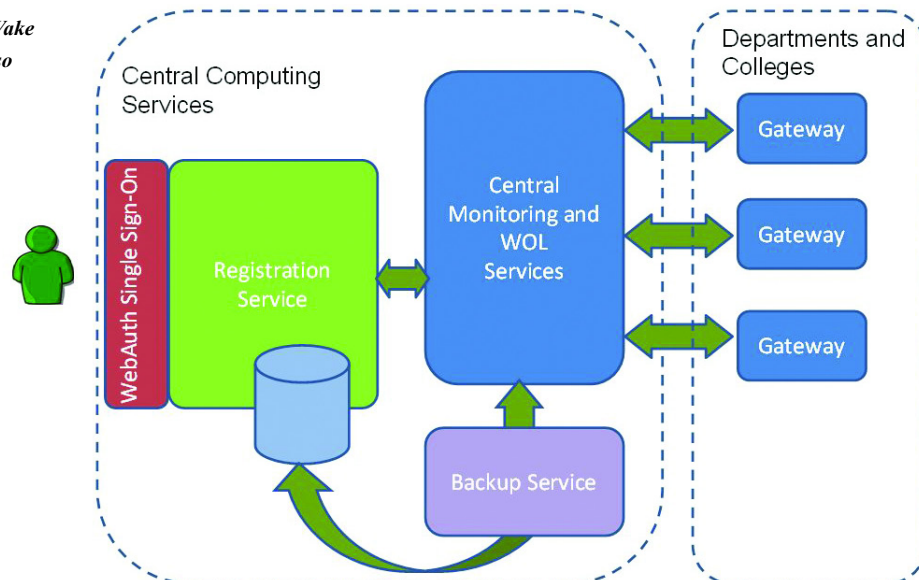 Central Computing
Services
WebAuth Single Sign-On
Registration
Service
Central
Monitoring and
WOL
Services
Backup Service
Departments and
Colleges
Gateway
Gateway
Gateway